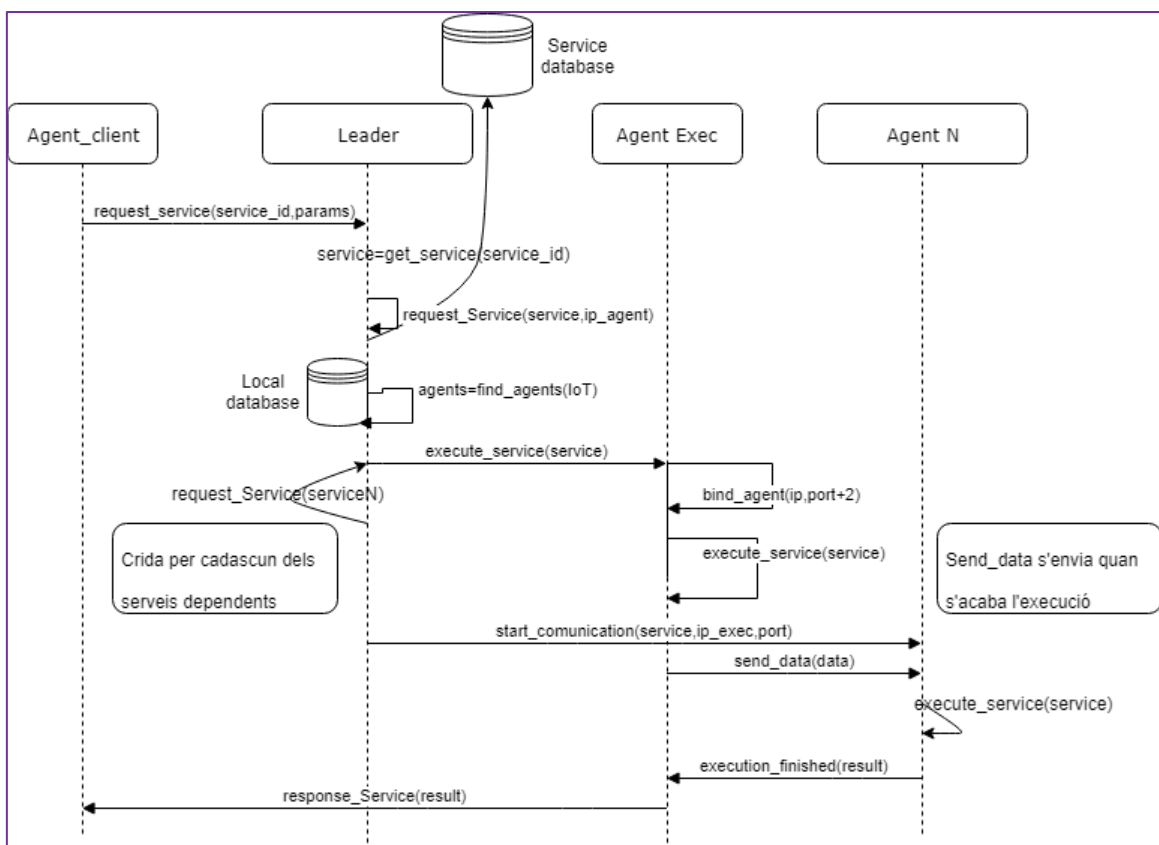 Service
database
Agent_client
Leader
Agent Exec
Agent N
request_service(service_id,params)
service=get_service(service_id)
request_Service(service,ip_agent)
Local
database
agents=find_agents(IoT)
execute_service(service)
request_Service(serviceN)
bind_agent(ip,port+2)
Crida per cadascun dels
serveis dependents
execute_service(service)
Send_data s'envia quan
s'acaba l'execució
start_comunication(service,ip_exec,port)
send_data(data)
execute_service(service)
execution_finished(result)
response_Service(result)